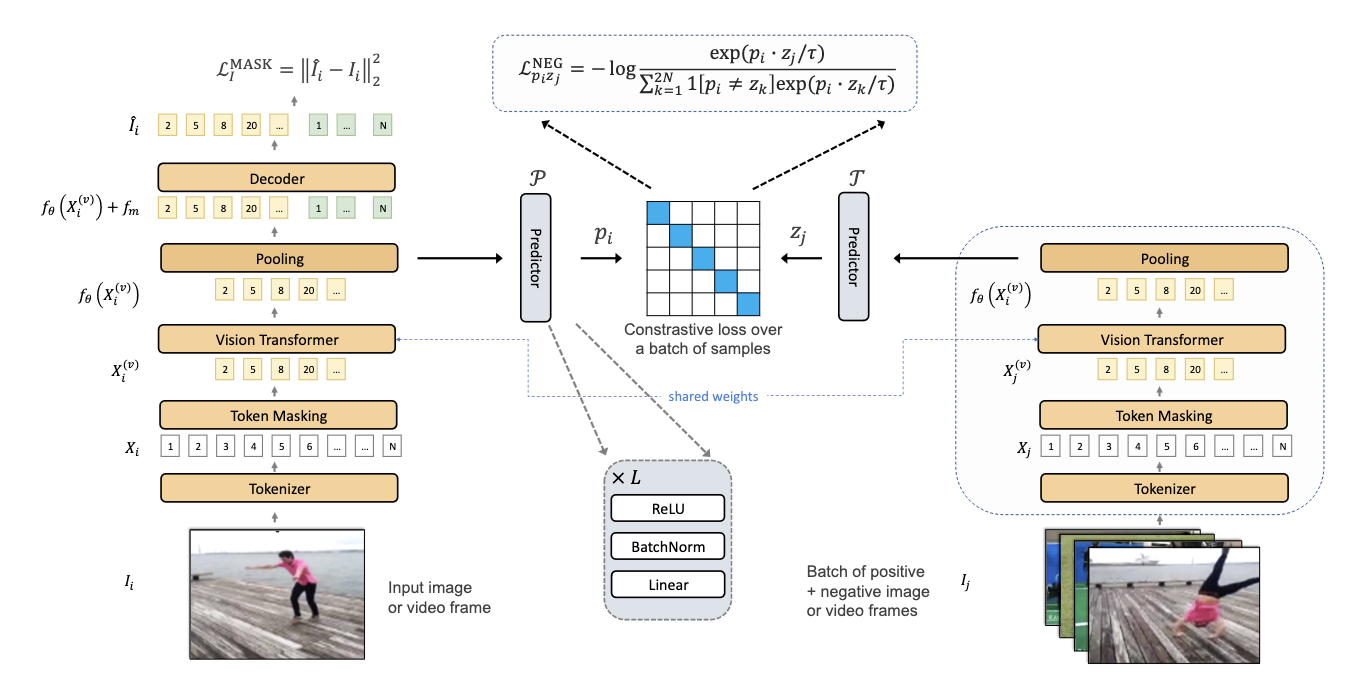 𝓛_I^MASK = ‖Î_i − I_i‖_2^2
Î_i 2 5 8 20 ... 1 ... N
Decoder
f_θ(X_i^(v)) + f_m 2 5 8 20 ... 1 ... N
Pooling
f_θ(X_i^(v)) 2 5 8 20 ...
Vision Transformer
X_i^(v) 2 5 8 20 ...
Token Masking
X_i 1 2 3 4 5 6 ... ... N
Tokenizer
I_i
Input image
or video frame
𝓛_{p_i z_j}^NEG = − log exp(p_i · z_j/τ) / ∑_{k=1}^{2N} 1[p_i ≠ z_k]exp(p_i · z_k/τ)
𝒫
Predictor
p_i
z_j
𝒯
Predictor
Constrastive loss over
a batch of samples
shared weights
× L
ReLU
BatchNorm
Linear
Pooling
f_θ(X_i^(v)) 2 5 8 20 ...
Vision Transformer
X_j^(v) 2 5 8 20 ...
Token Masking
X_j 1 2 3 4 5 6 ... ... N
Tokenizer
Batch of positive
+ negative image
or video frames
I_j